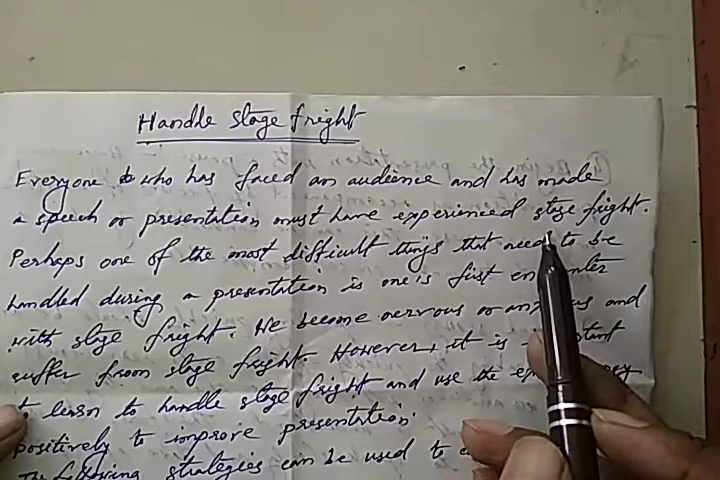 Handle Stage fright
Everyone to who has faced an audience and has made
a speech or presentation must have experienced stage fright.
Perhaps one of the most difficult things that need to be
handled during a presentation is one's first
with stage fright. We become nervous or and
suffer from stage fright. However, it is
to learn to handle stage fright and use the
positively to improve presentation.
The following strategies can be used to